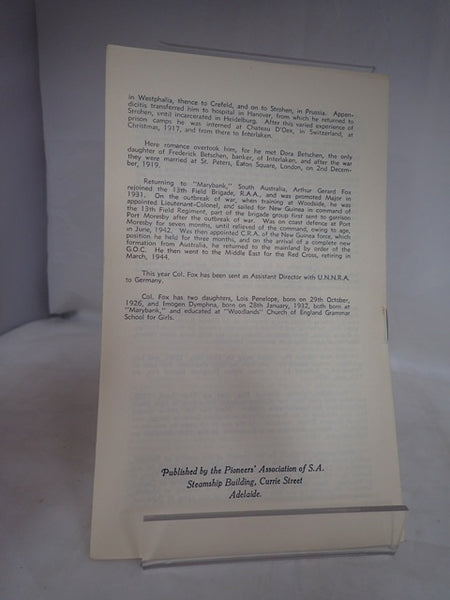 in Westphalia, thence to Crefeld, and on to Strohen, in Prussia. Appen-
dicitis transferred him to hospital in Hanover, from which he returned to
Strohen, until incarcerated in Heidelburg. After this varied experience of
prison camps he was interned at Chateau D'Oex, in Switzerland, at
Christmas, 1917, and from there to Interlaken.
Here romance overtook him, for he met Dora Betschen, the only
daughter of Frederick Betschen, banker, of Interlaken, and after the war
they were married at St. Peters, Eaton Square, London, on 2nd Decem-
ber, 1919.
Returning to "Marybank," South Australia, Arthur Gerard Fox
rejoined the 13th Field Brigade, R.A.A., and was promoted Major in
1931. On the outbreak of war, when training at Woodside, he was
appointed Lieutenant-Colonel, and sailed for New Guinea in command of
the 13th Field Regiment, part of the brigade group first sent to garrison
Port Moresby after the outbreak of war. Was on coast defence at Port
Moresby for seven months, until relieved of the command, owing to age,
in June, 1942. Was then appointed C.R.A. of the New Guinea force, which
position he held for three months, and on the arrival of a complete new
formation from Australia, he returned to the mainland by order of the
G.O.C. He then went to the Middle East for the Red Cross, retiring in
March, 1944.
This year Col. Fox has been sent as Assistant Director with U.N.N.R.A.
to Germany.
Col. Fox has two daughters, Lois Penelope, born on 29th October,
1926, and Imogen Dymphna, born on 28th January, 1932, both born at
"Marybank," and educated at "Woodlands" Church of England Grammar
School for Girls.
Published by the Pioneers' Association of S.A.
Steamship Building, Currie Street
Adelaide.